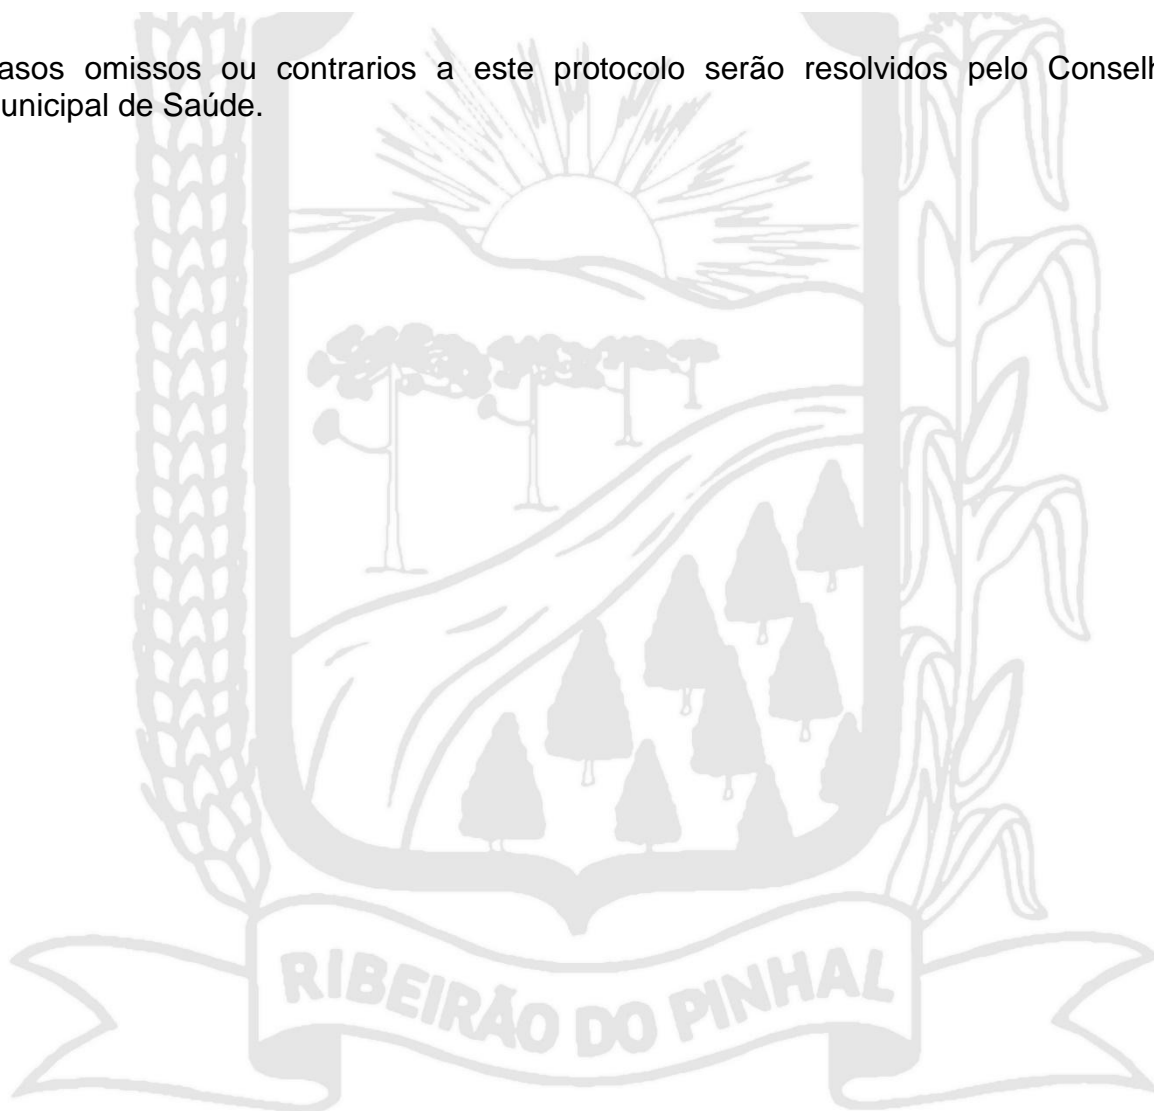 asos omissos ou contrarios a este protocolo serão resolvidos pelo Conselh
unicipal de Saúde.
RIBEIRÃO DO PINHAL